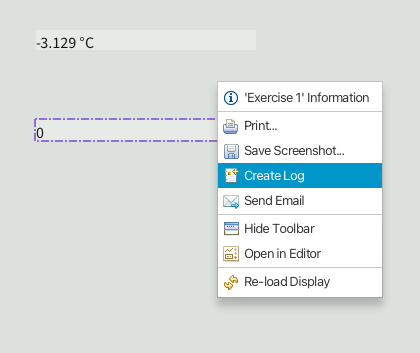 -3.129 °C
0
'Exercise 1' Information
Print...
Save Screenshot...
Create Log
Send Email
Hide Toolbar
Open in Editor
Re-load Display